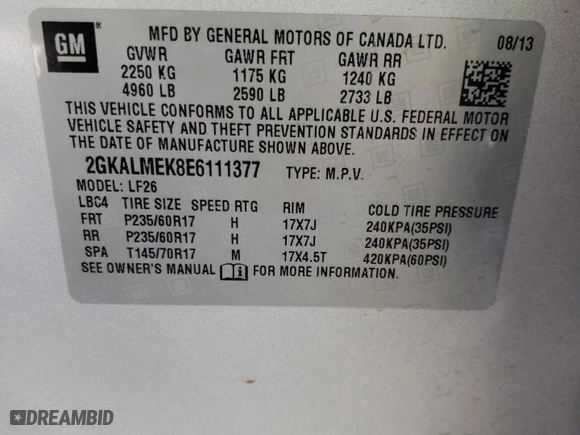 GM
MFD BY GENERAL MOTORS OF CANADA LTD. 08/13
GVWR GAWR FRT GAWR RR
2250 KG 1175 KG 1240 KG
4960 LB 2590 LB 2733 LB
THIS VEHICLE CONFORMS TO ALL APPLICABLE U.S. FEDERAL MOTOR
VEHICLE SAFETY AND THEFT PREVENTION STANDARDS IN EFFECT ON
THE DATE OF MANUFACTURE SHOWN ABOVE.
2GKALMEK8E6111377 TYPE: M.P.V.
MODEL: LF26
LBC4 TIRE SIZE SPEED RTG RIM COLD TIRE PRESSURE
FRT P235/60R17 H 17X7J 240KPA(35PSI)
RR P235/60R17 H 17X7J 240KPA(35PSI)
SPA T145/70R17 M 17X4.5T 420KPA(60PSI)
SEE OWNER'S MANUAL FOR MORE INFORMATION.
DREAMBID